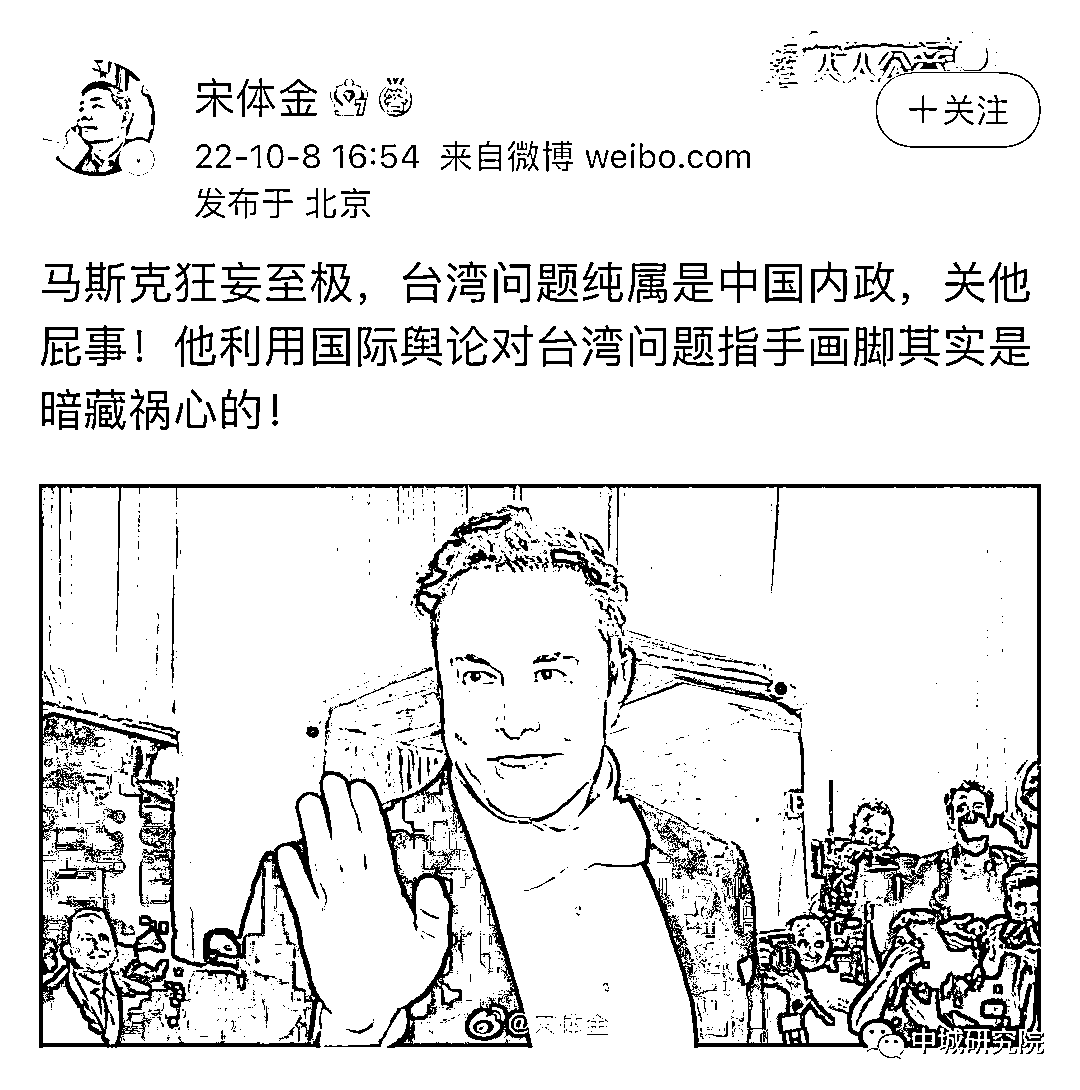 宋体金
+关注
22-10-8 16:54 来自微博 weibo.com
发布于 北京
马斯克狂妄至极，台湾问题纯属是中国内政，关他
屁事！他利用国际舆论对台湾问题指手画脚其实是
暗藏祸心的！
@宋体金
中城研究院